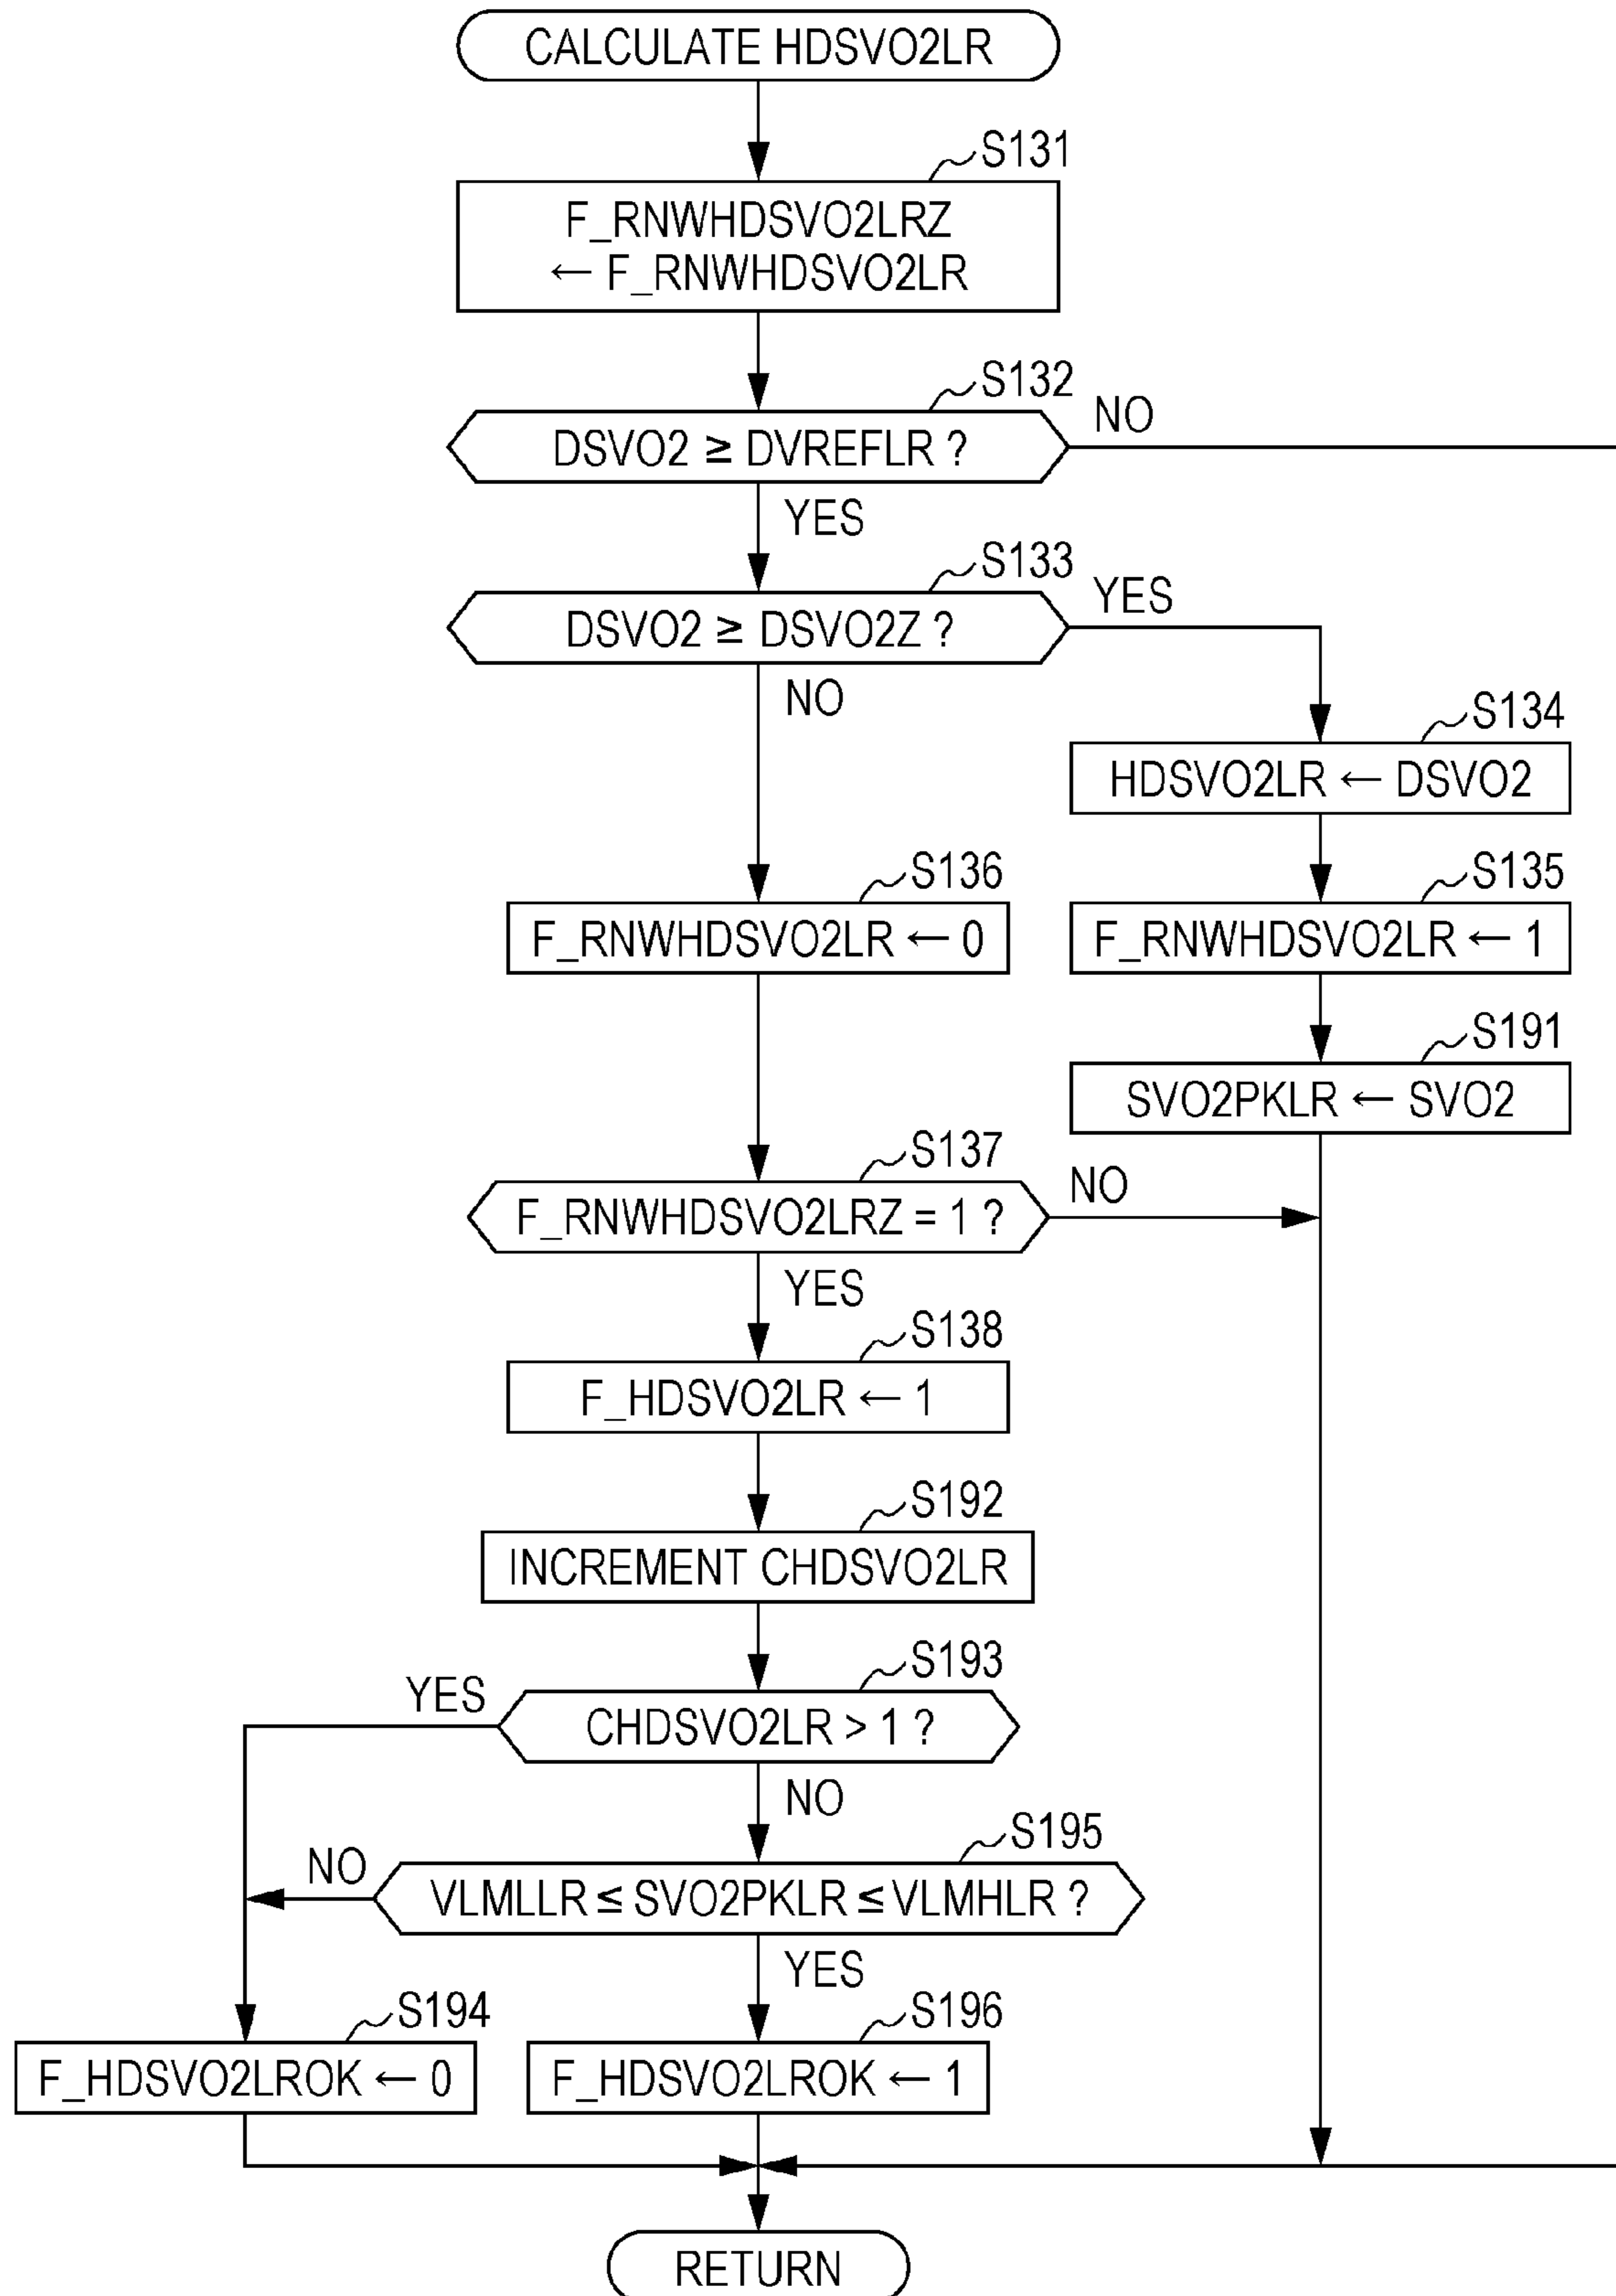 CALCULATE HDSVO2LR
S131
F_RNWHDSVO2LRZ
← F_RNWHDSVO2LR
S132
DSVO2 ≥ DVREFLR ?
NO
YES
S133
DSVO2 ≥ DSVO2Z ?
YES
NO
S134
HDSVO2LR ← DSVO2
S136
F_RNWHDSVO2LR ← 0
S135
F_RNWHDSVO2LR ← 1
S191
SVO2PKLR ← SVO2
S137
F_RNWHDSVO2LRZ = 1 ?
NO
YES
S138
F_HDSVO2LR ← 1
S192
INCREMENT CHDSVO2LR
S193
YES
CHDSVO2LR > 1 ?
NO
S195
NO
VLMLLR ≤ SVO2PKLR ≤ VLMHLR ?
YES
S194
F_HDSVO2LROK ← 0
S196
F_HDSVO2LROK ← 1
RETURN